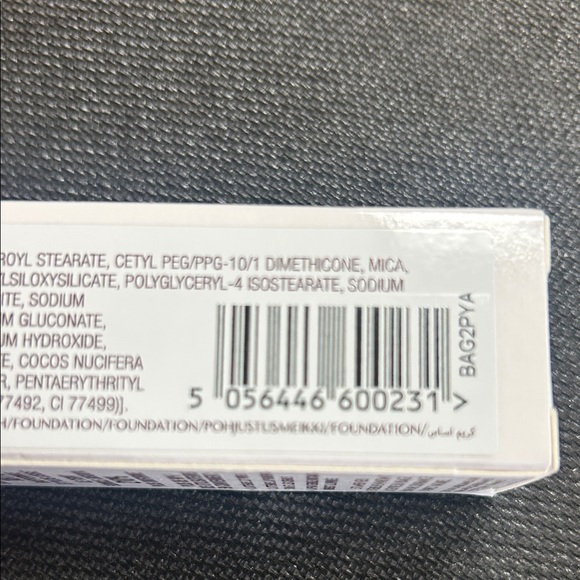 ROYL STEARATE, CETYL PEG/PPG-10/1 DIMETHICONE, MICA,
YLSILOXYSILICATE, POLYGLYCERYL-4 ISOSTEARATE, SODIUM
ITE, SODIUM
M GLUCONATE,
UM HYDROXIDE,
E, COCOS NUCIFERA
R, PENTAERYTHRITYL
77492, CI 77499)].
5 056446 600231 >
BAG2PYA
H/FOUNDATION/FOUNDATION/POHJUSTUSMEIKKI/FOUNDATION/كريم أساس